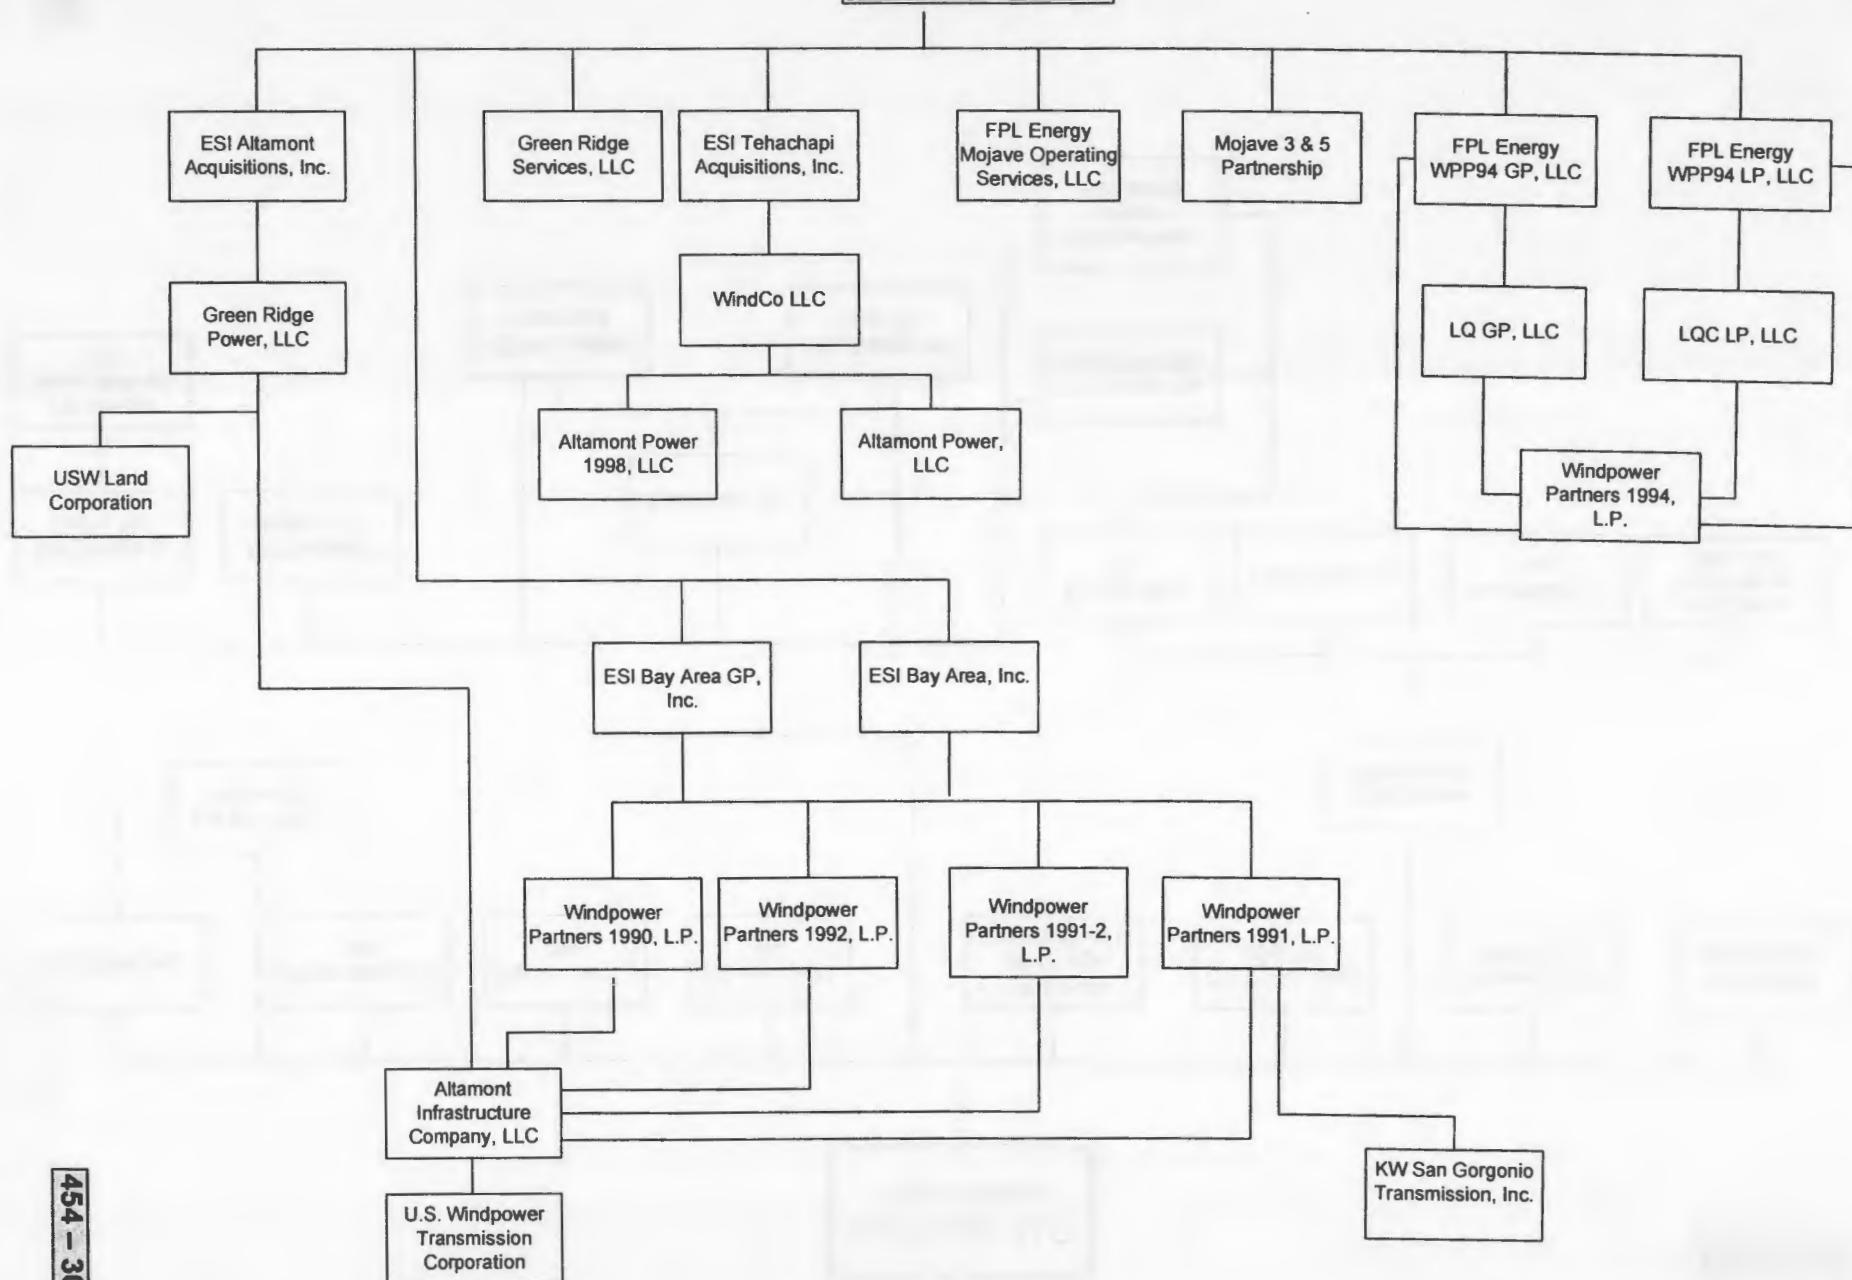 ESI Altamont
Acquisitions, Inc.
Green Ridge
Services, LLC
ESI Tehachapi
Acquisitions, Inc.
FPL Energy
Mojave Operating
Services, LLC
Mojave 3 & 5
Partnership
FPL Energy
WPP94 GP, LLC
FPL Energy
WPP94 LP, LLC
Green Ridge
Power, LLC
WindCo LLC
LQ GP, LLC
LQC LP, LLC
USW Land
Corporation
Altamont Power
1998, LLC
Altamont Power,
LLC
Windpower
Partners 1994,
L.P.
ESI Bay Area GP,
Inc.
ESI Bay Area, Inc.
Windpower
Partners 1990, L.P.
Windpower
Partners 1992, L.P.
Windpower
Partners 1991-2,
L.P.
Windpower
Partners 1991, L.P.
Altamont
Infrastructure
Company, LLC
KW San Gorgonio
Transmission, Inc.
U.S. Windpower
Transmission
Corporation
454 –